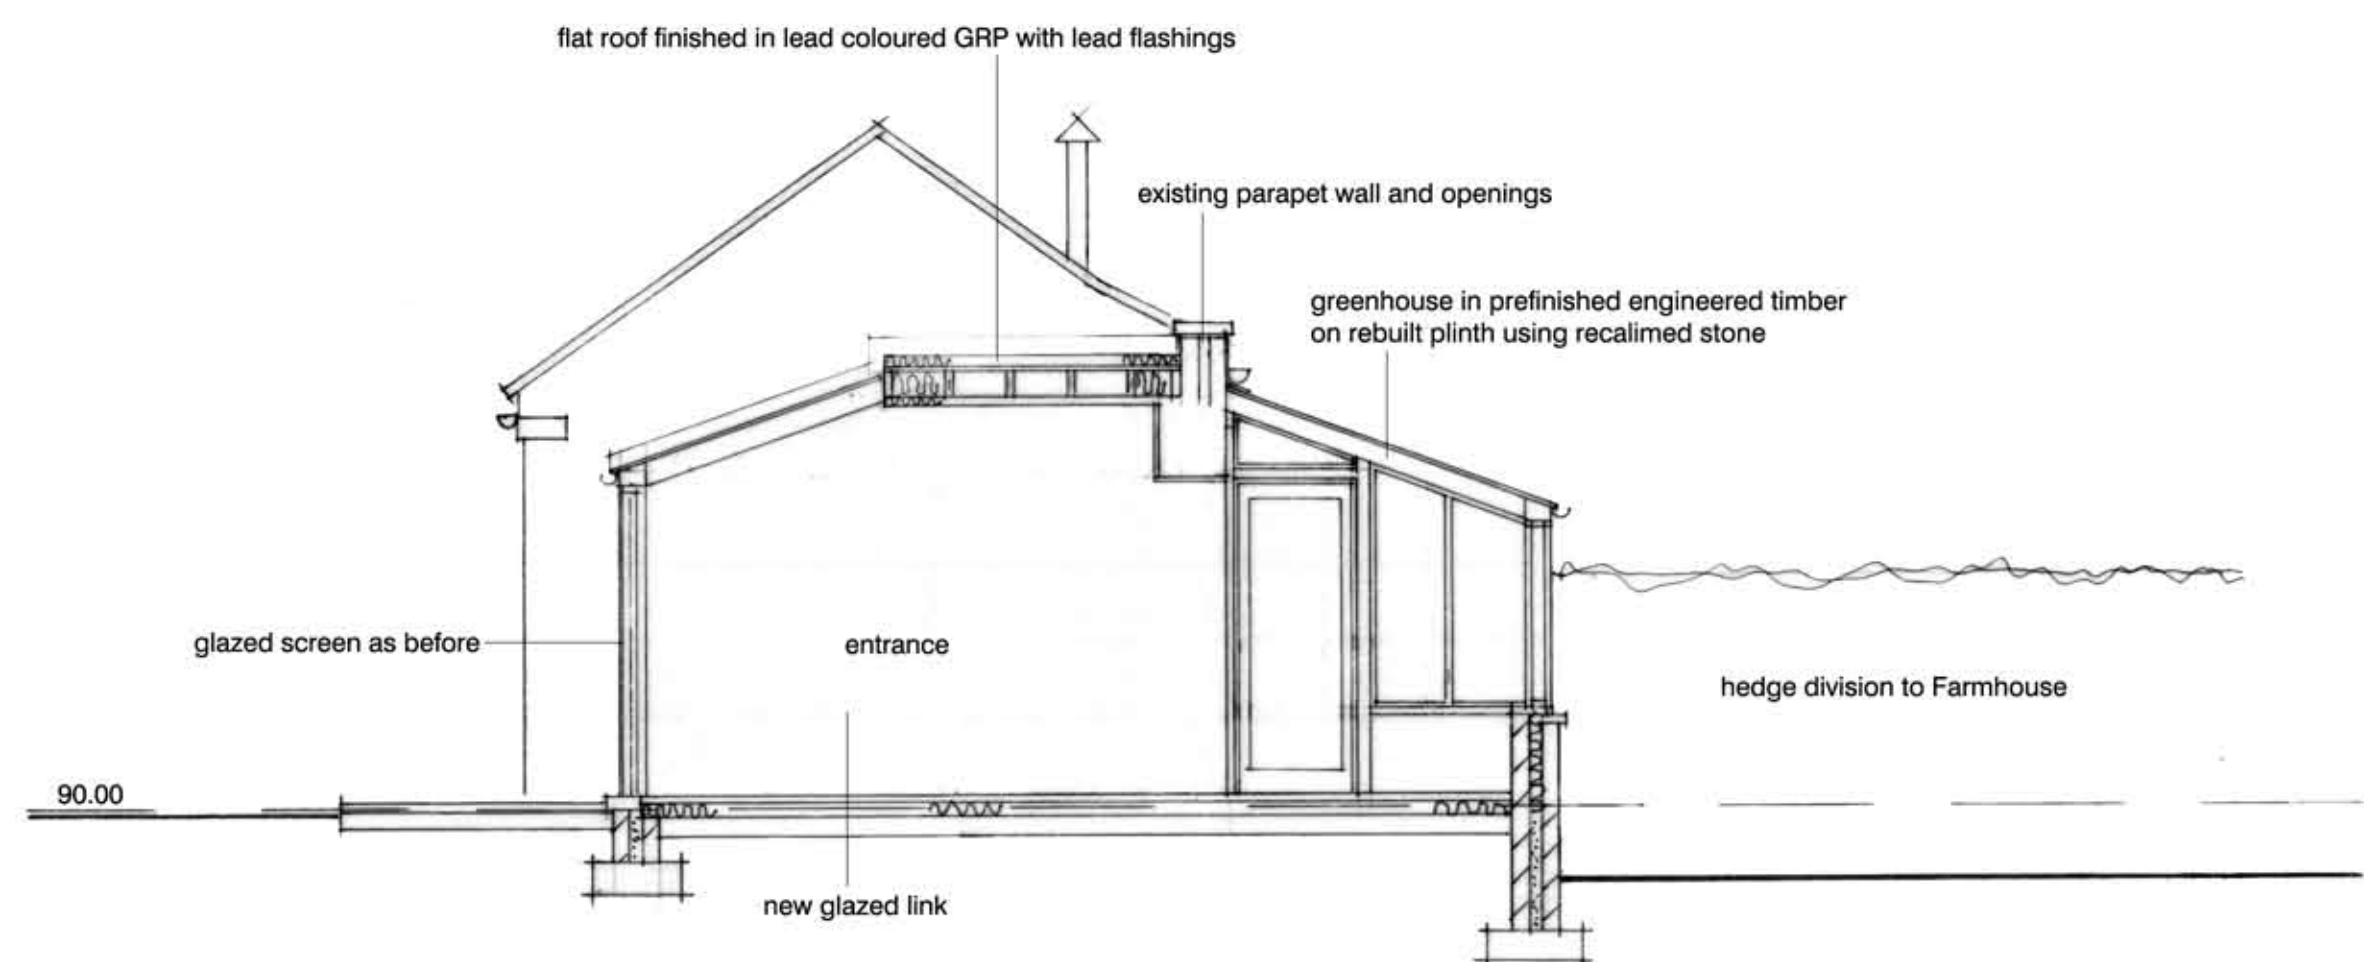 flat roof finished in lead coloured GRP with lead flashings
existing parapet wall and openings
greenhouse in prefinished engineered timber
on rebuilt plinth using recalimed stone
glazed screen as before
entrance
hedge division to Farmhouse
90.00
new glazed link